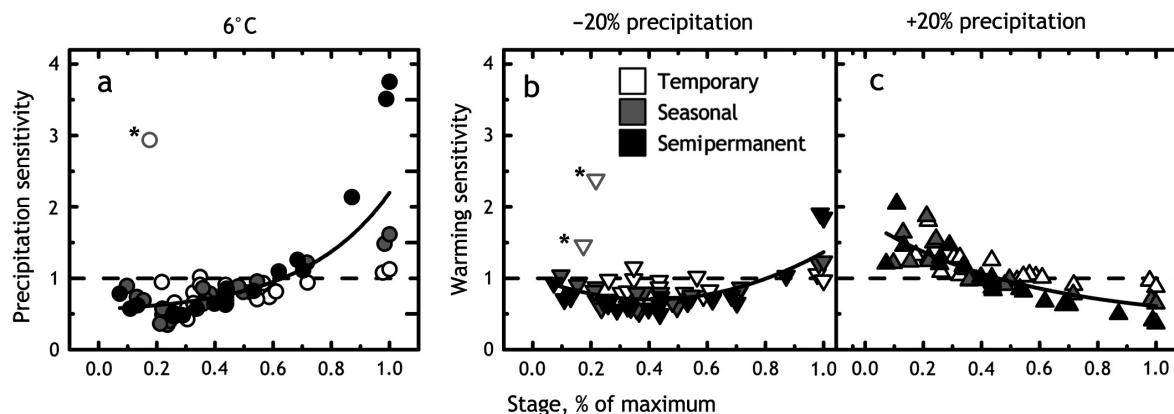 6°C
−20% precipitation
+20% precipitation
Precipitation sensitivity
4
3
2
1
0
a
*
0.0 0.2 0.4 0.6 0.8 1.0
Warming sensitivity
4
3
2
1
0
b
Temporary
Seasonal
Semipermanent
*
*
0.0 0.2 0.4 0.6 0.8 1.0
c
0.0 0.2 0.4 0.6 0.8 1.0
Stage, % of maximum